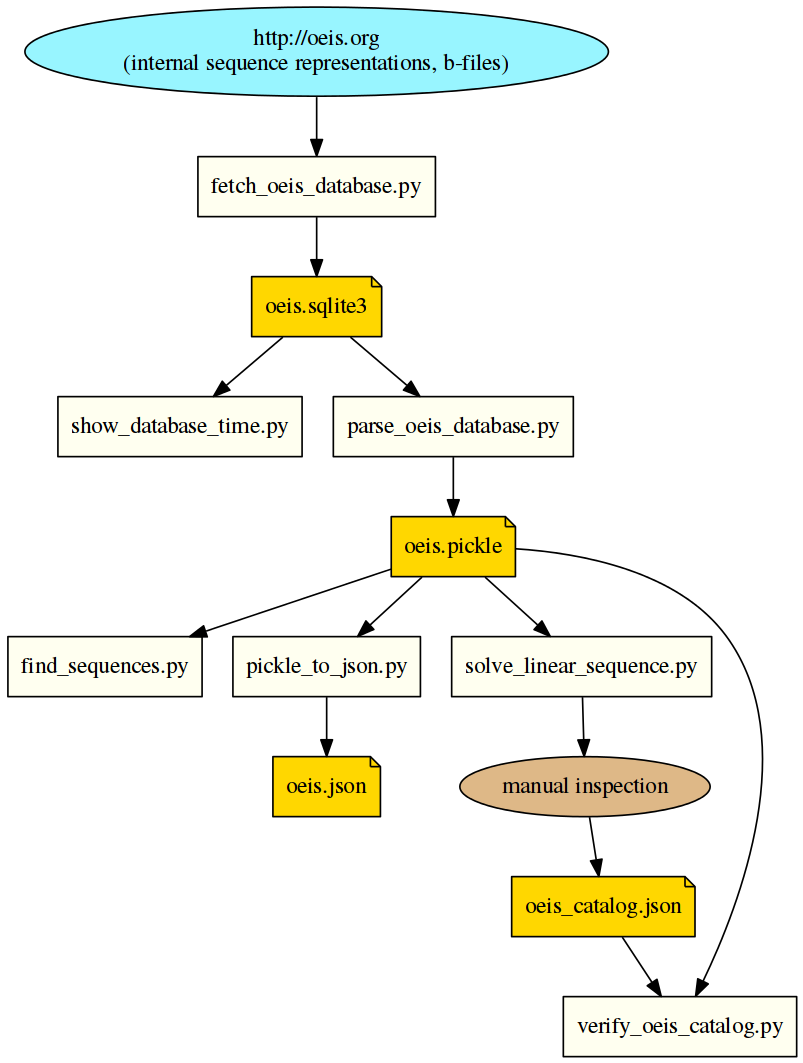 http://oeis.org
(internal sequence representations, b-files)
fetch_oeis_database.py
oeis.sqlite3
show_database_time.py
parse_oeis_database.py
oeis.pickle
find_sequences.py
pickle_to_json.py
solve_linear_sequence.py
oeis.json
manual inspection
oeis_catalog.json
verify_oeis_catalog.py